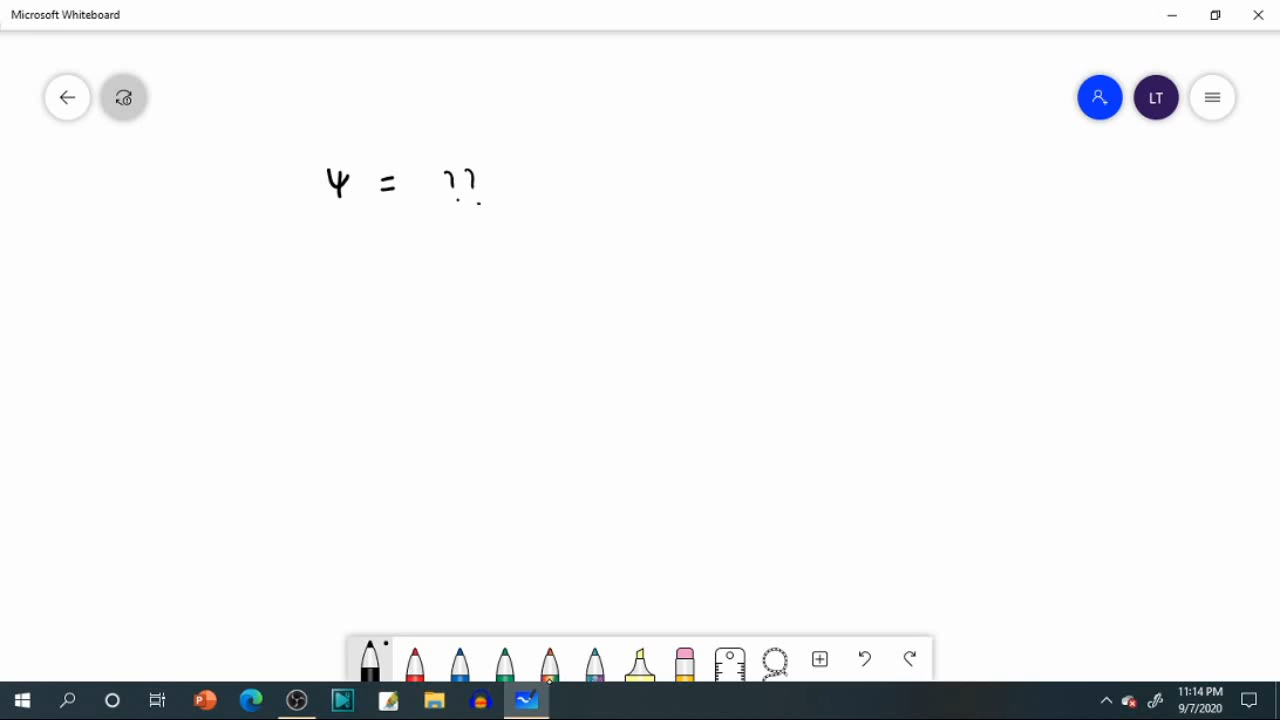 Microsoft Whiteboard
LT
Ψ = ??
11:14 PM
9/7/2020